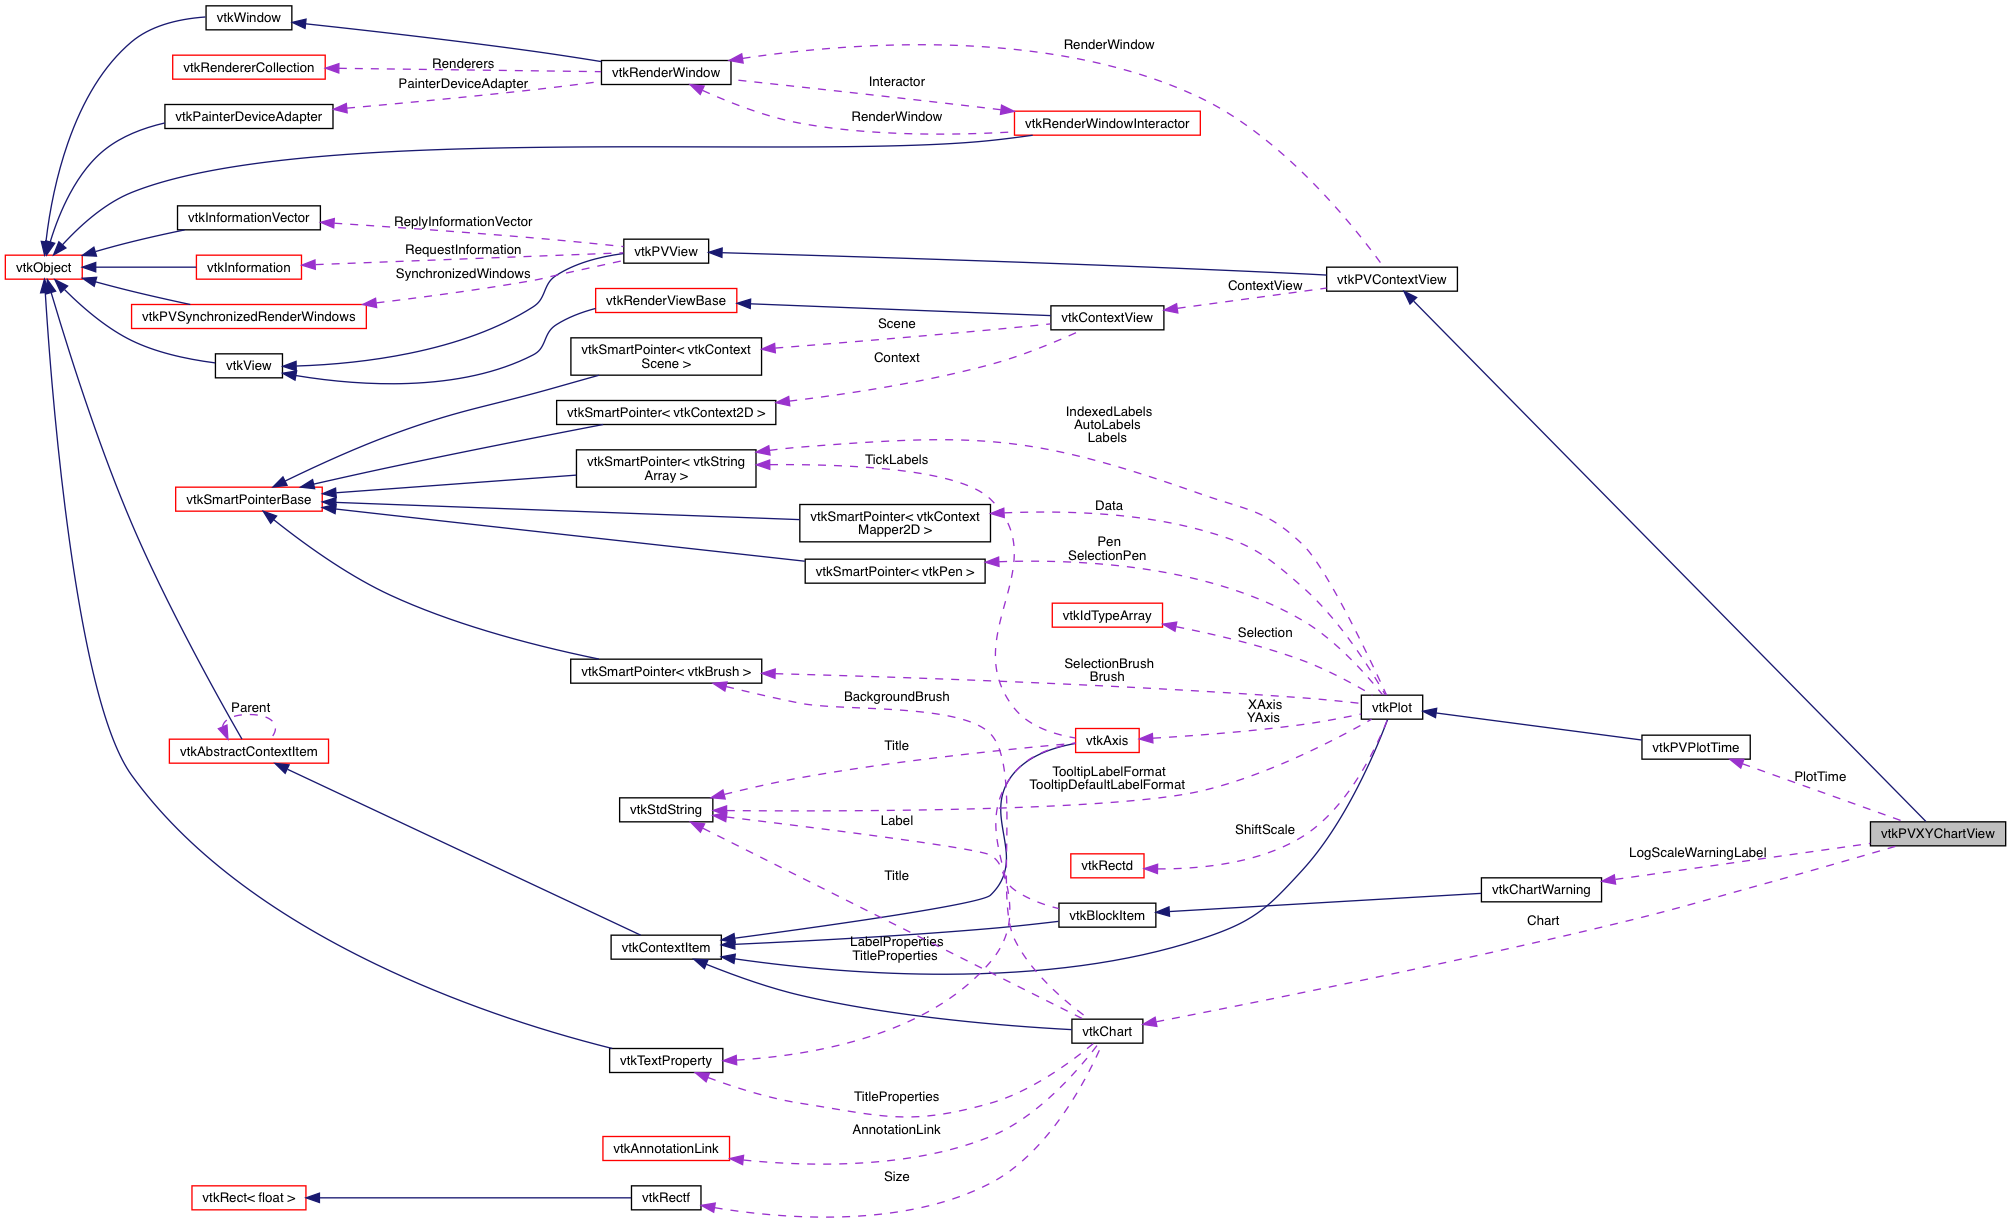 vtkWindow
RenderWindow
vtkRendererCollection
Renderers
vtkRenderWindow
PainterDeviceAdapter
Interactor
vtkPainterDeviceAdapter
RenderWindow
vtkRenderWindowInteractor
vtkInformationVector
ReplyInformationVector
RequestInformation
vtkPVView
vtkObject
vtkInformation
SynchronizedWindows
vtkPVContextView
ContextView
vtkRenderViewBase
vtkPVSynchronizedRenderWindows
vtkContextView
Scene
vtkSmartPointer< vtkContext
Scene >
Context
vtkView
vtkSmartPointer< vtkContext2D >
IndexedLabels
AutoLabels
Labels
vtkSmartPointer< vtkString
Array >
TickLabels
vtkSmartPointerBase
Data
vtkSmartPointer< vtkContext
Mapper2D >
Pen
SelectionPen
vtkSmartPointer< vtkPen >
vtkIdTypeArray
Selection
SelectionBrush
Brush
vtkSmartPointer< vtkBrush >
BackgroundBrush
XAxis
YAxis
vtkPlot
Parent
vtkAbstractContextItem
vtkAxis
Title
vtkPVPlotTime
TooltipLabelFormat
TooltipDefaultLabelFormat
PlotTime
vtkStdString
Label
ShiftScale
vtkPVXYChartView
LogScaleWarningLabel
vtkRectd
Title
vtkChartWarning
vtkBlockItem
Chart
vtkContextItem
LabelProperties
TitleProperties
vtkChart
vtkTextProperty
TitleProperties
AnnotationLink
vtkAnnotationLink
Size
vtkRect< float >
vtkRectf